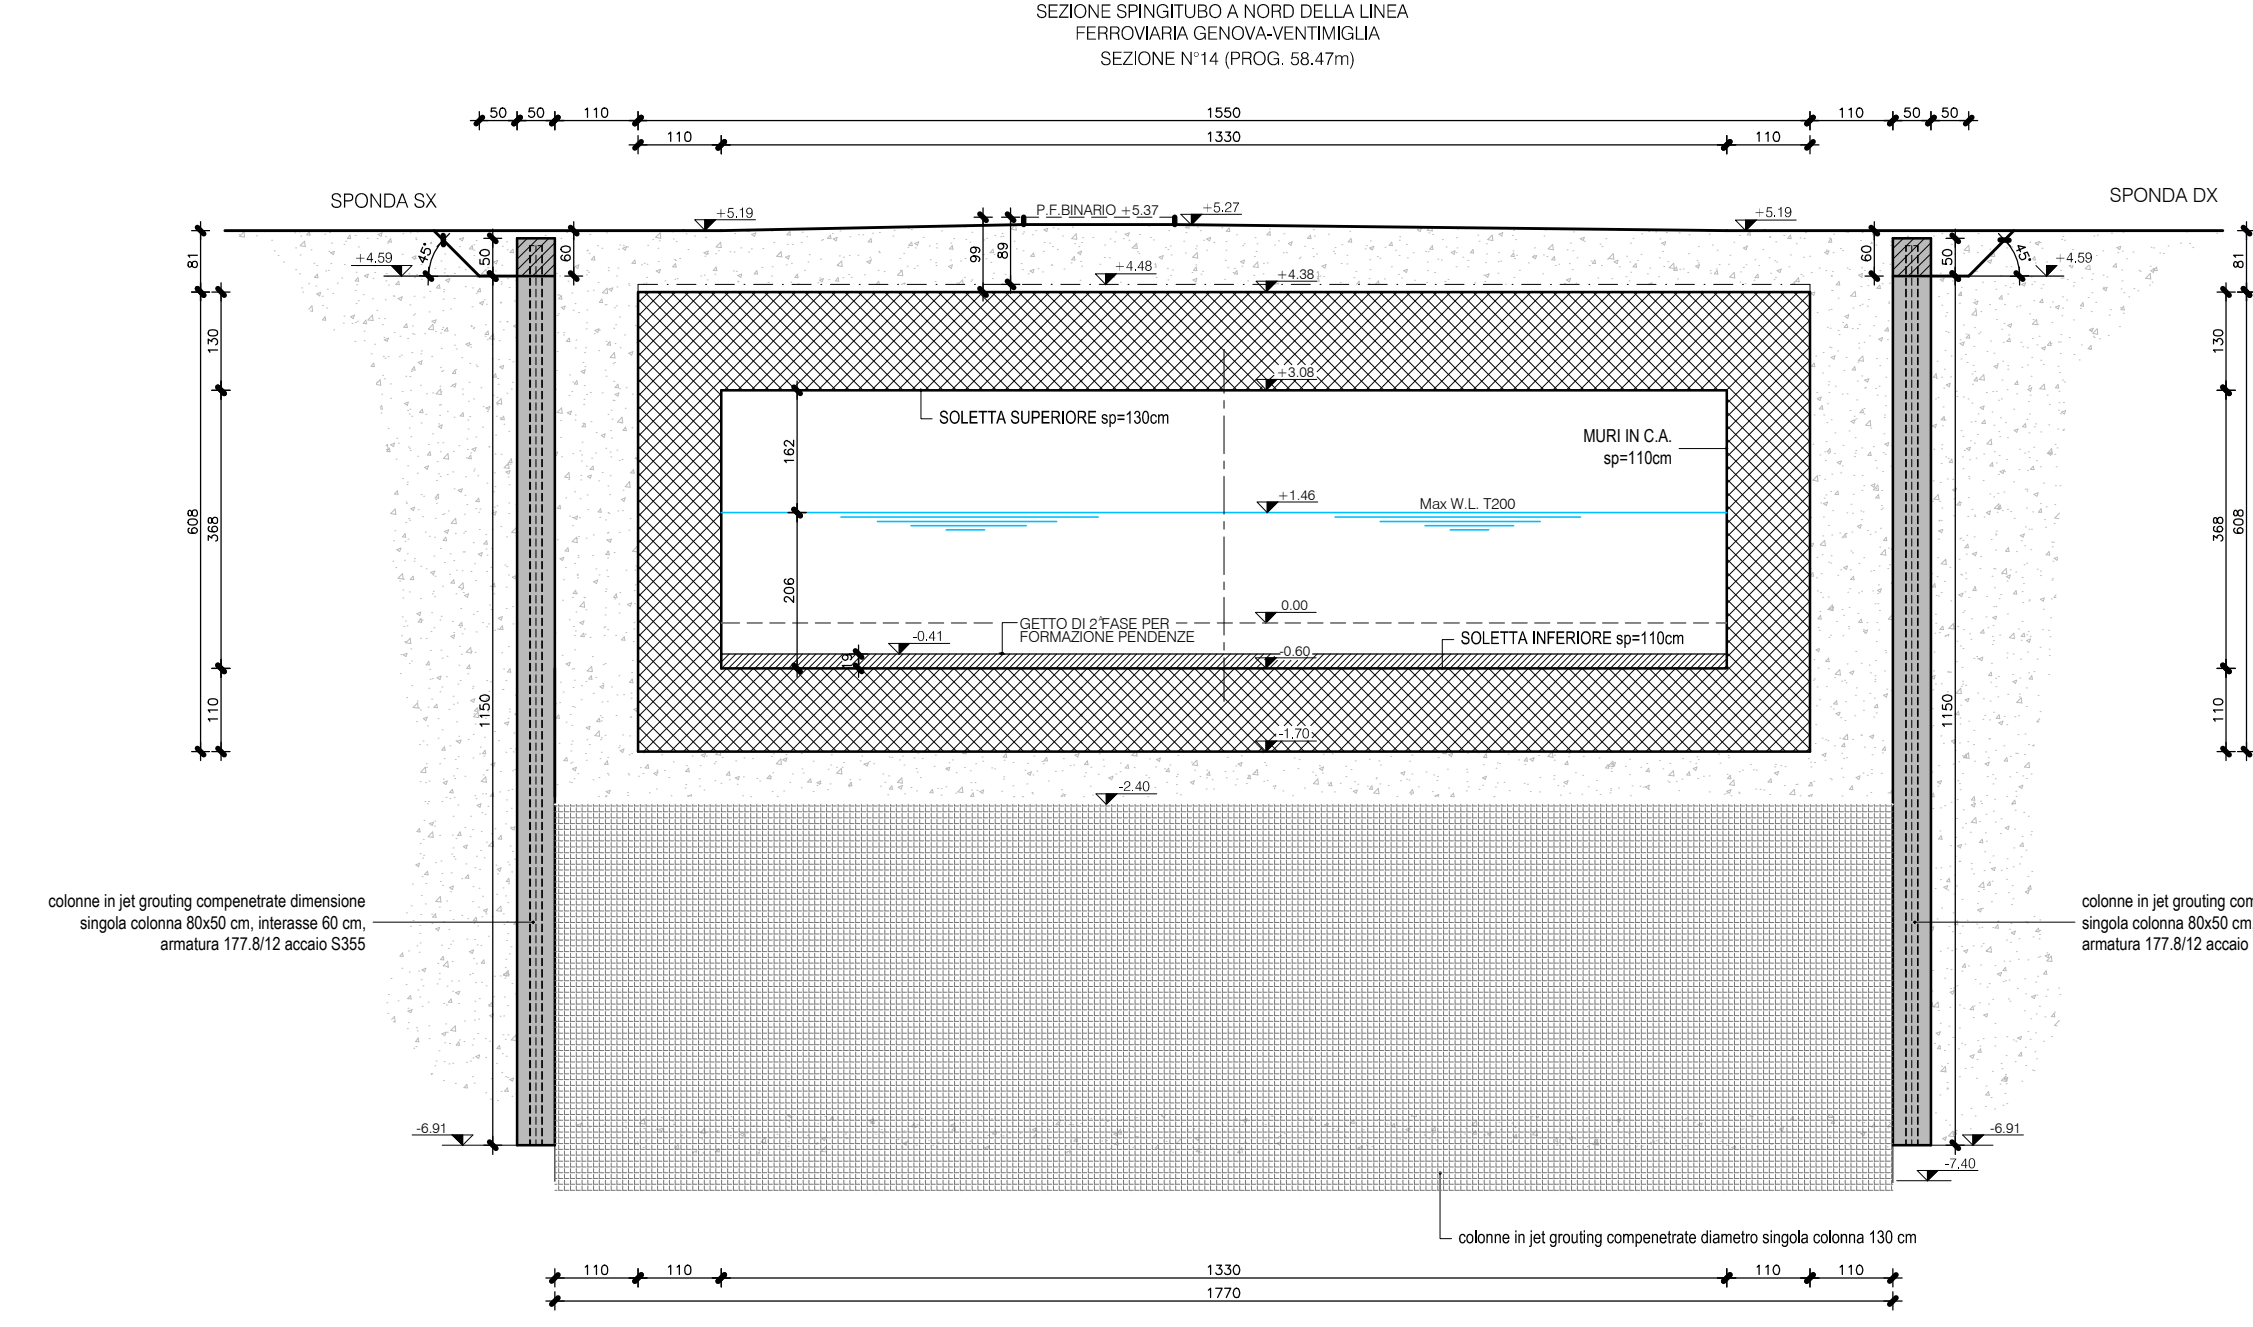 SEZIONE SPINGITUBO A NORD DELLA LINEA
FERROVIARIA GENOVA-VENTIMIGLIA
SEZIONE N°14 (PROG. 58.47m)
50 50 110 1550 110 50 50
110 1330 110
SPONDA SX
SPONDA DX
+5.19
P.F.BINARIO +5.37
+5.27
+5.19
81
+4.59
45°
50
60
99
89
+4.48
+4.38
60
50
45°
+4.59
81
130
+3.08
130
SOLETTA SUPERIORE sp=130cm
162
MURI IN C.A.
sp=110cm
+1.46
Max W.L. T200
608
368
368
608
206
0.00
GETTO DI 2°FASE PER
FORMAZIONE PENDENZE
-0.41
SOLETTA INFERIORE sp=110cm
19
-0.60
110
1150
1150
110
-1.70
-2.40
colonne in jet grouting compenetrate dimensione
singola colonna 80x50 cm, interasse 60 cm,
armatura 177.8/12 accaio S355
colonne in jet grouting com
singola colonna 80x50 cm
armatura 177.8/12 accaio
-6.91
-6.91
-7.40
colonne in jet grouting compenetrate diametro singola colonna 130 cm
110 110 1330 110 110
1770